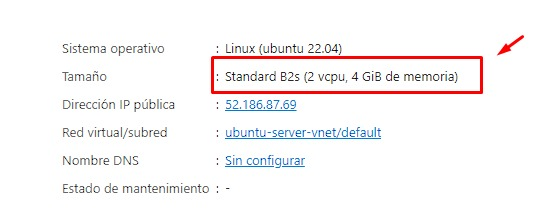 Sistema operativo : Linux (ubuntu 22.04)
Tamaño : Standard B2s (2 vcpu, 4 GiB de memoria)
Dirección IP pública : 52.186.87.69
Red virtual/subred : ubuntu-server-vnet/default
Nombre DNS : Sin configurar
Estado de mantenimiento : -